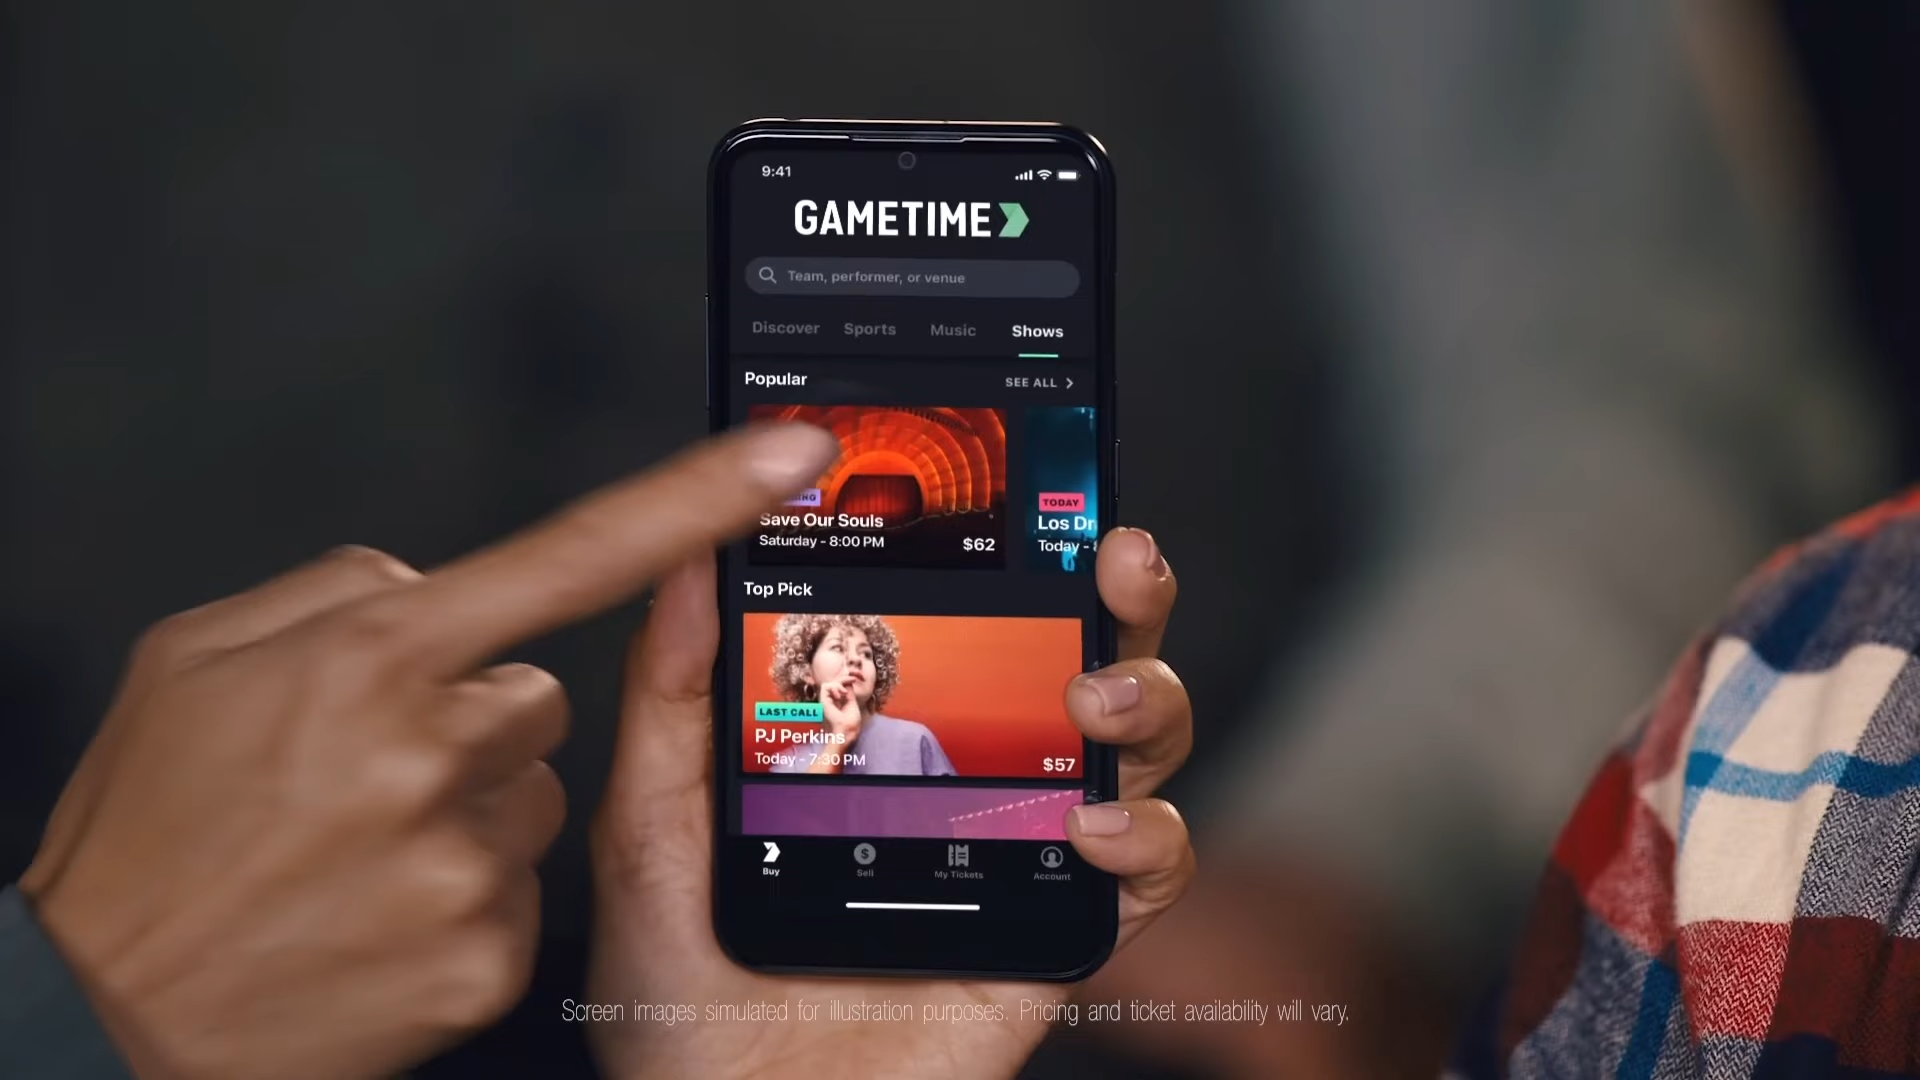 9:41
GAMETIME
Team, performer, or venue
Discover Sports Music Shows
Popular
SEE ALL
Save Our Souls
Saturday - 8:00 PM
$62
TODAY
Los
Today -
Top Pick
LAST CALL
PJ Perkins
Today - 7:30 PM
$57
Buy
Sell
My Tickets
Account
Screen images simulated for illustration purposes. Pricing and ticket availability will vary.